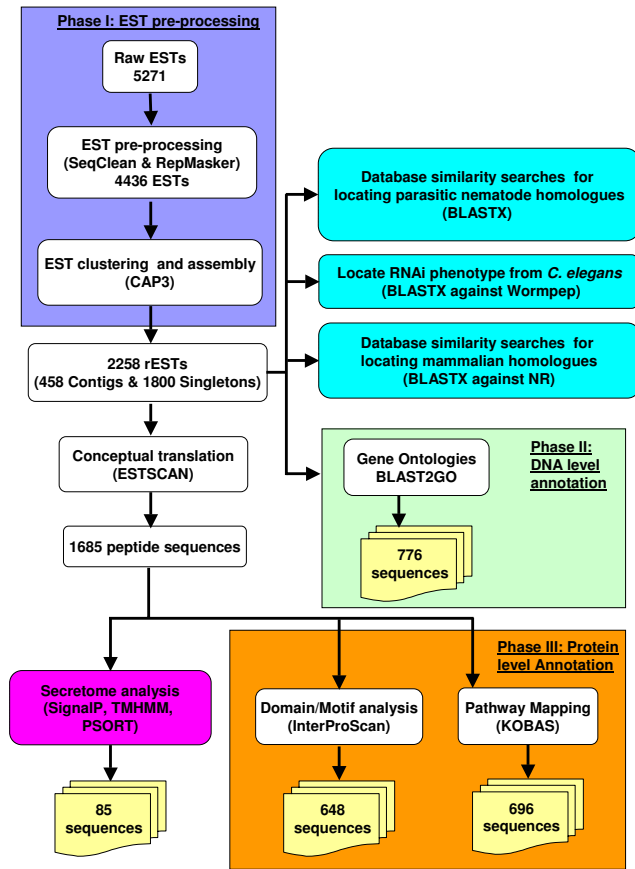 Phase I: EST pre-processing
Raw ESTs
5271
EST pre-processing
(SeqClean & RepMasker)
4436 ESTs
EST clustering and assembly
(CAP3)
2258 rESTs
(458 Contigs & 1800 Singletons)
Conceptual translation
(ESTSCAN)
1685 peptide sequences
Database similarity searches for
locating parasitic nematode homologues
(BLASTX)
Locate RNAi phenotype from C. elegans
(BLASTX against Wormpep)
Database similarity searches for
locating mammalian homologues
(BLASTX against NR)
Phase II:
DNA level
annotation
Gene Ontologies
BLAST2GO
776
sequences
Phase III: Protein
level Annotation
Secretome analysis
(SignalP, TMHMM,
PSORT)
85
sequences
Domain/Motif analysis
(InterProScan)
648
sequences
Pathway Mapping
(KOBAS)
696
sequences